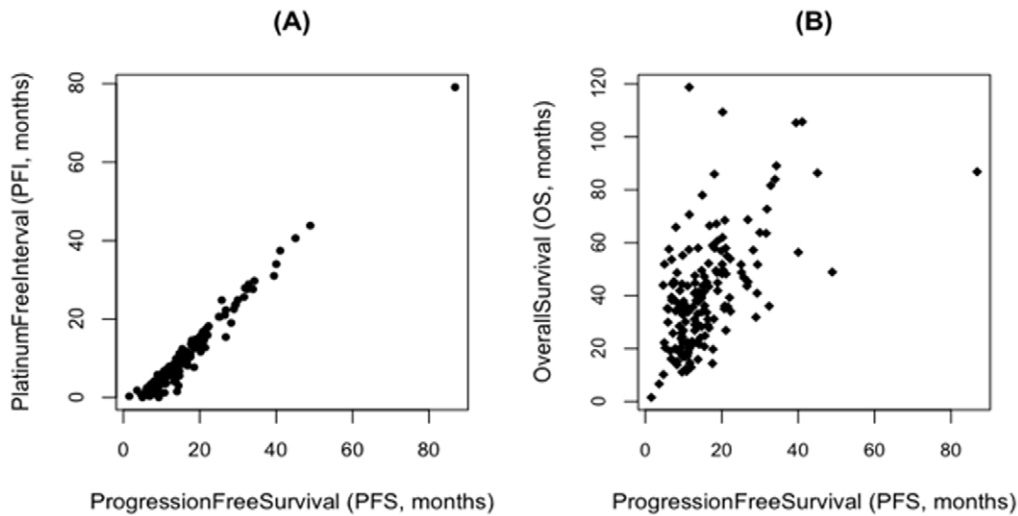 (A)
PlatinumFreeInterval (PFI, months)
80
60
40
20
0
0 20 40 60 80
ProgressionFreeSurvival (PFS, months)
(B)
OverallSurvival (OS, months)
120
100
80
60
40
20
0
0 20 40 60 80
ProgressionFreeSurvival (PFS, months)